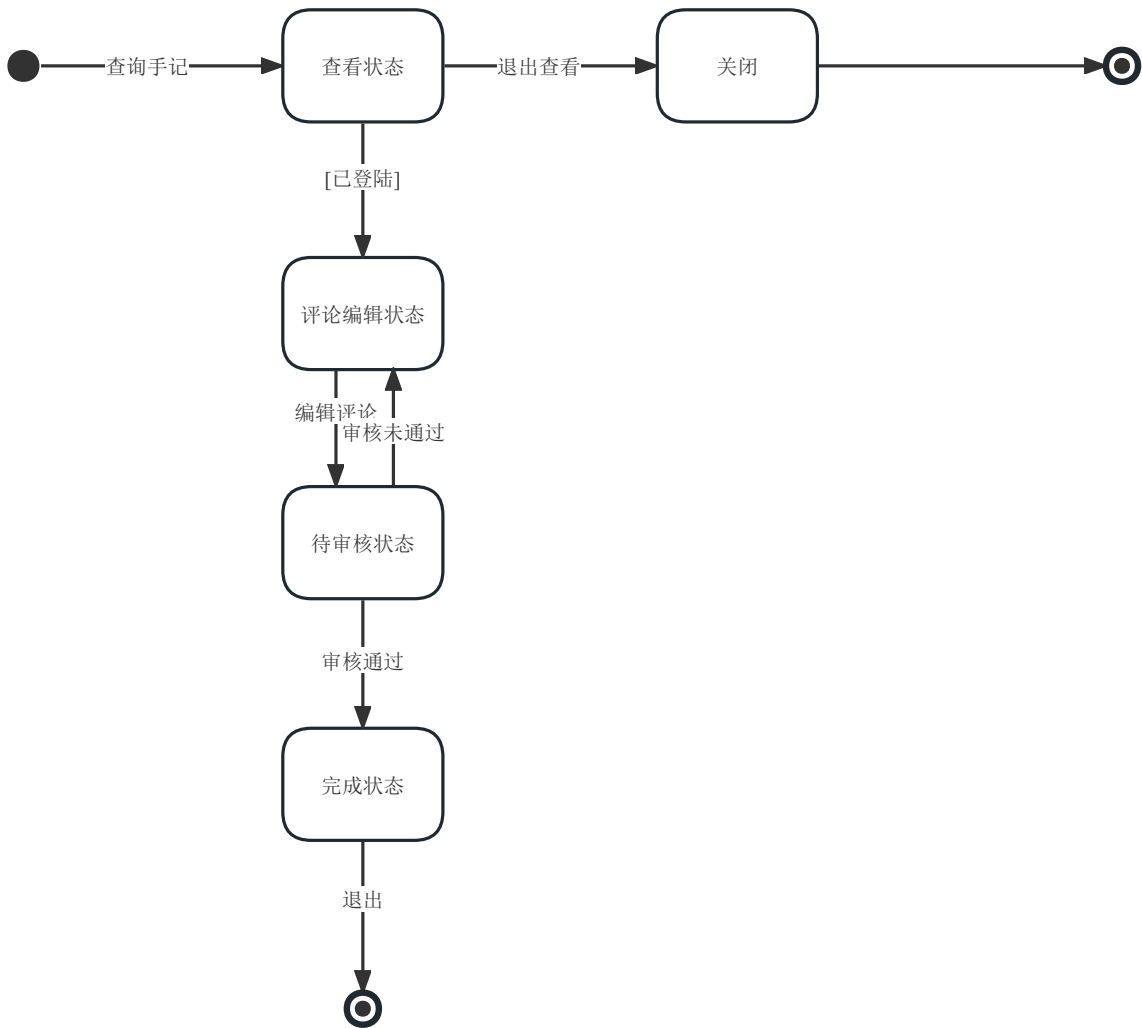 查询手记
查看状态
退出查看
关闭
[已登陆]
评论编辑状态
编辑评论
审核未通过
待审核状态
审核通过
完成状态
退出